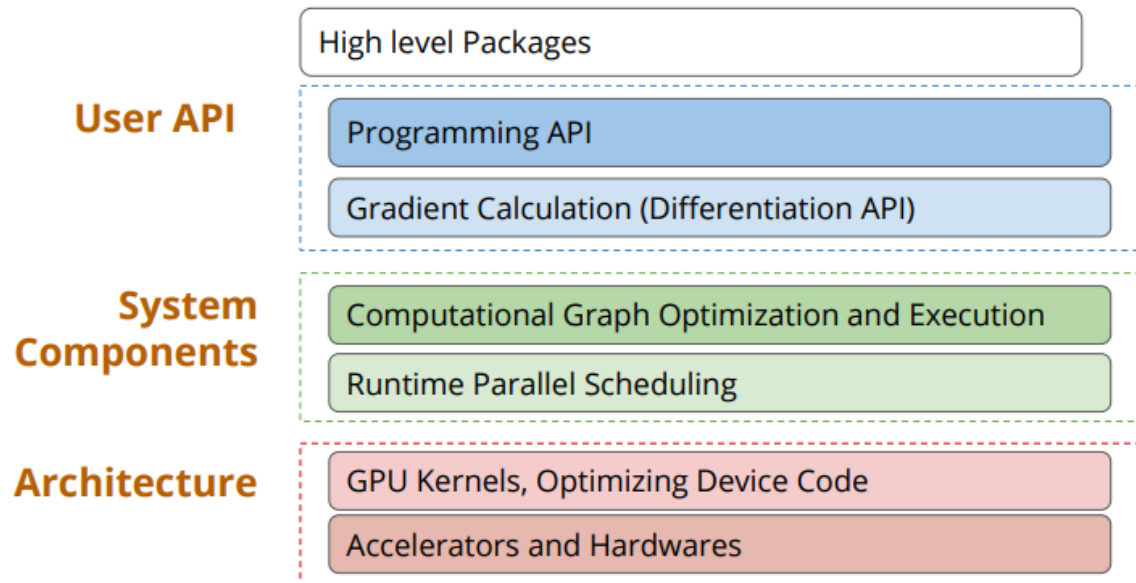 High level Packages
User API
Programming API
Gradient Calculation (Differentiation API)
System
Components
Computational Graph Optimization and Execution
Runtime Parallel Scheduling
Architecture
GPU Kernels, Optimizing Device Code
Accelerators and Hardwares